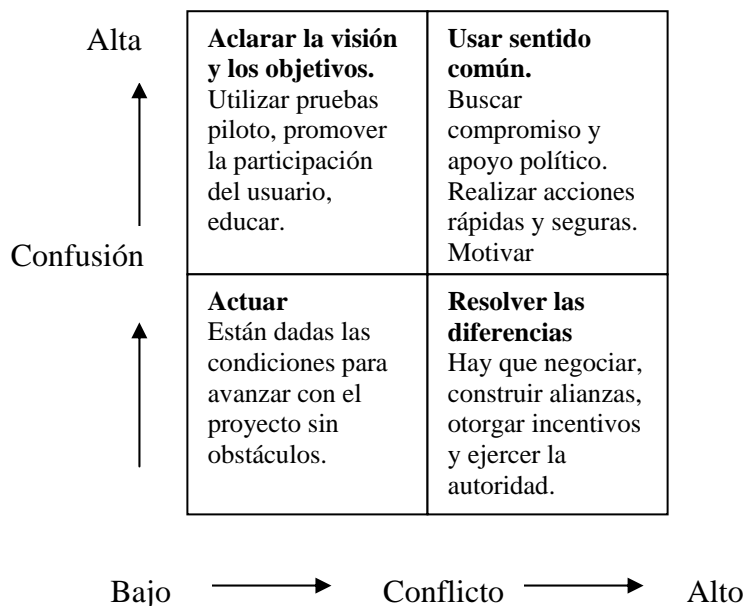 Alta
Aclarar la visión
y los objetivos.
Utilizar pruebas
piloto, promover
la participación
del usuario,
educar.
Usar sentido
común.
Buscar
compromiso y
apoyo político.
Realizar acciones
rápidas y seguras.
Motivar
Confusión
Actuar
Están dadas las
condiciones para
avanzar con el
proyecto sin
obstáculos.
Resolver las
diferencias
Hay que negociar,
construir alianzas,
otorgar incentivos
y ejercer la
autoridad.
Bajo Conflicto Alto